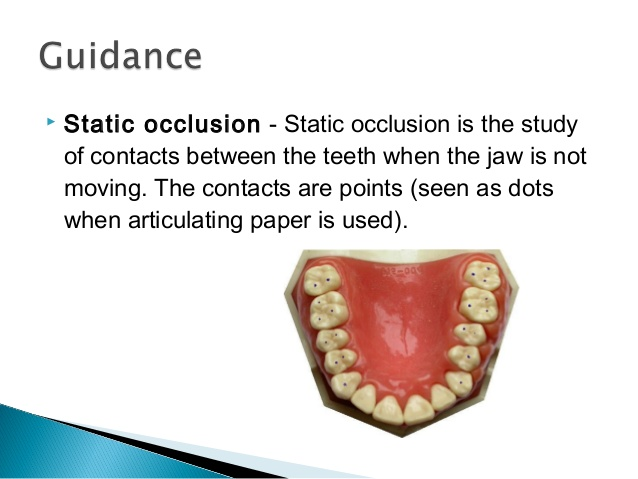 Guidance
Static occlusion - Static occlusion is the study
of contacts between the teeth when the jaw is not
moving. The contacts are points (seen as dots
when articulating paper is used).